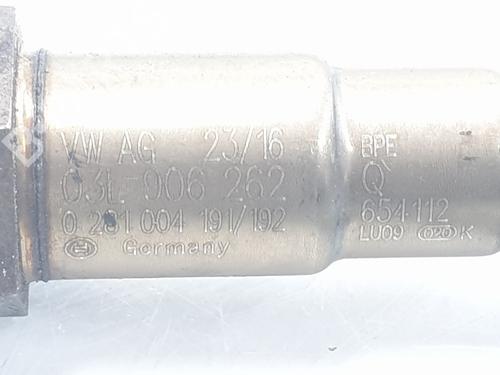 VW AG 23/16
03L 906 262
0 281 004 191/192
Germany
BPE
Q
654112
LU09 K